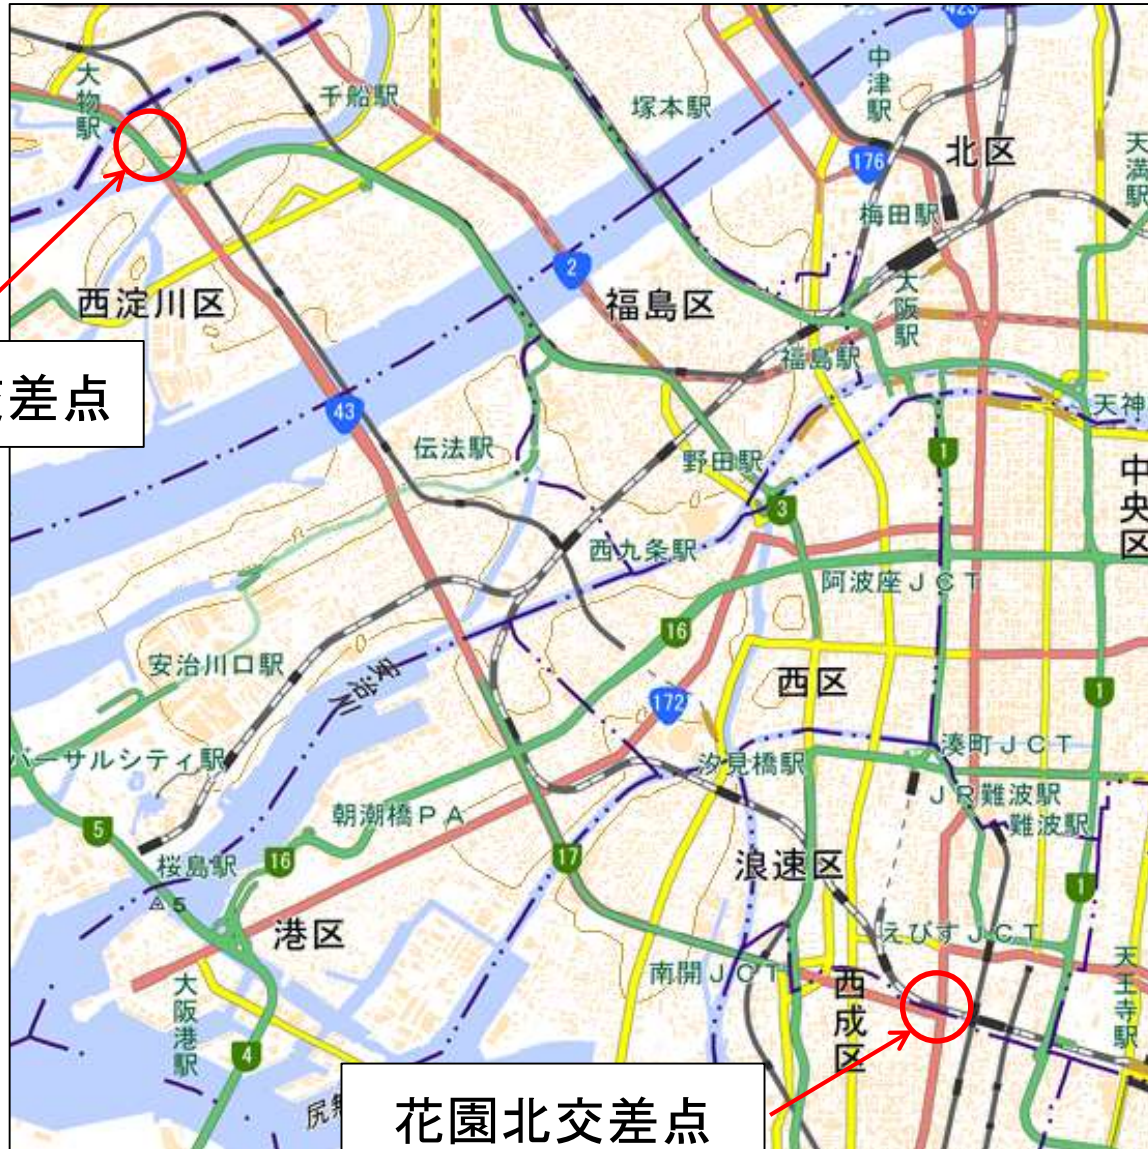 423
大物駅
千船駅
塚本駅
中津駅
176
北区
天満駅
梅田駅
2
西淀川区
福島区
大阪駅
福島駅
差点
43
天神
伝法駅
野田駅
1
中央区
3
西九条駅
阿波座JCT
16
安治川口駅
安治川
西区
172
1
バーサルシティ駅
汐見橋駅
湊町JCT
JR難波駅
朝潮橋PA
難波駅
5
16
桜島駅
17
浪速区
1
5
港区
えびすJCT
南開JCT
西成区
天王寺駅
大阪港駅
4
尻
花園北交差点